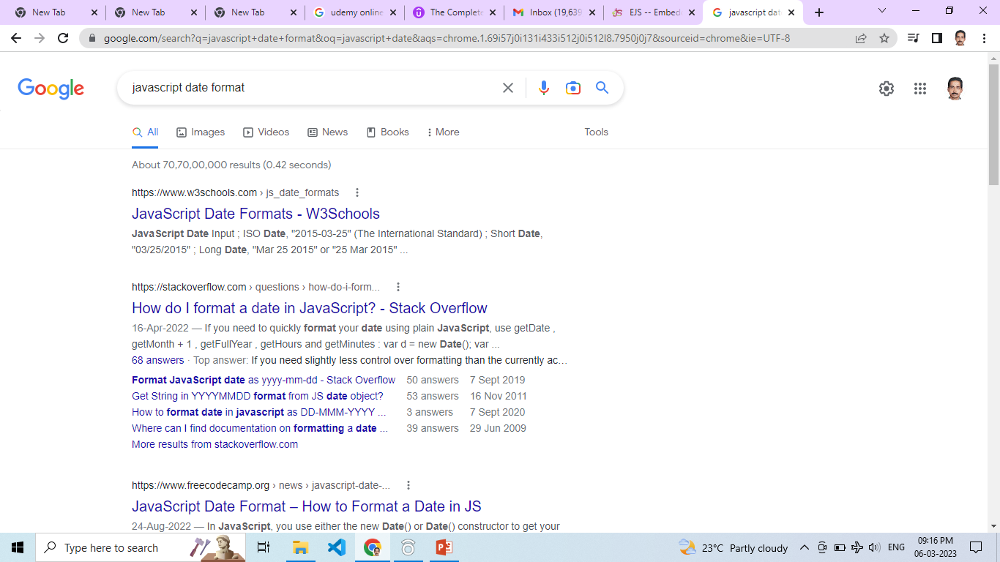 New Tab
New Tab
New Tab
udemy online
The Complete
Inbox (19,639
EJS -- Embed
javascript dat
google.com/search?q=javascript+date+format&oq=javascript+date&aqs=chrome.1.69i57j0i131i433i512j0i512l8.7950j0j7&sourceid=chrome&ie=UTF-8
Google
javascript date format
All Images Videos News Books More Tools
About 70,70,00,000 results (0.42 seconds)
https://www.w3schools.com › js_date_formats
JavaScript Date Formats - W3Schools
JavaScript Date Input ; ISO Date, "2015-03-25" (The International Standard) ; Short Date,
"03/25/2015" ; Long Date, "Mar 25 2015" or "25 Mar 2015" ...
https://stackoverflow.com › questions › how-do-i-form...
How do I format a date in JavaScript? - Stack Overflow
16-Apr-2022 — If you need to quickly format your date using plain JavaScript, use getDate ,
getMonth + 1 , getFullYear , getHours and getMinutes : var d = new Date(); var ...
68 answers · Top answer: If you need slightly less control over formatting than the currently ac…
Format JavaScript date as yyyy-mm-dd - Stack Overflow 50 answers 7 Sept 2019
Get String in YYYYMMDD format from JS date object? 53 answers 16 Nov 2011
How to format date in javascript as DD-MMM-YYYY ... 3 answers 7 Sept 2020
Where can I find documentation on formatting a date ... 39 answers 29 Jun 2009
More results from stackoverflow.com
https://www.freecodecamp.org › news › javascript-date-...
JavaScript Date Format – How to Format a Date in JS
24-Aug-2022 — In JavaScript, you use either the new Date() or Date() constructor to get your
Type here to search
23°C Partly cloudy
ENG
09:16 PM
06-03-2023